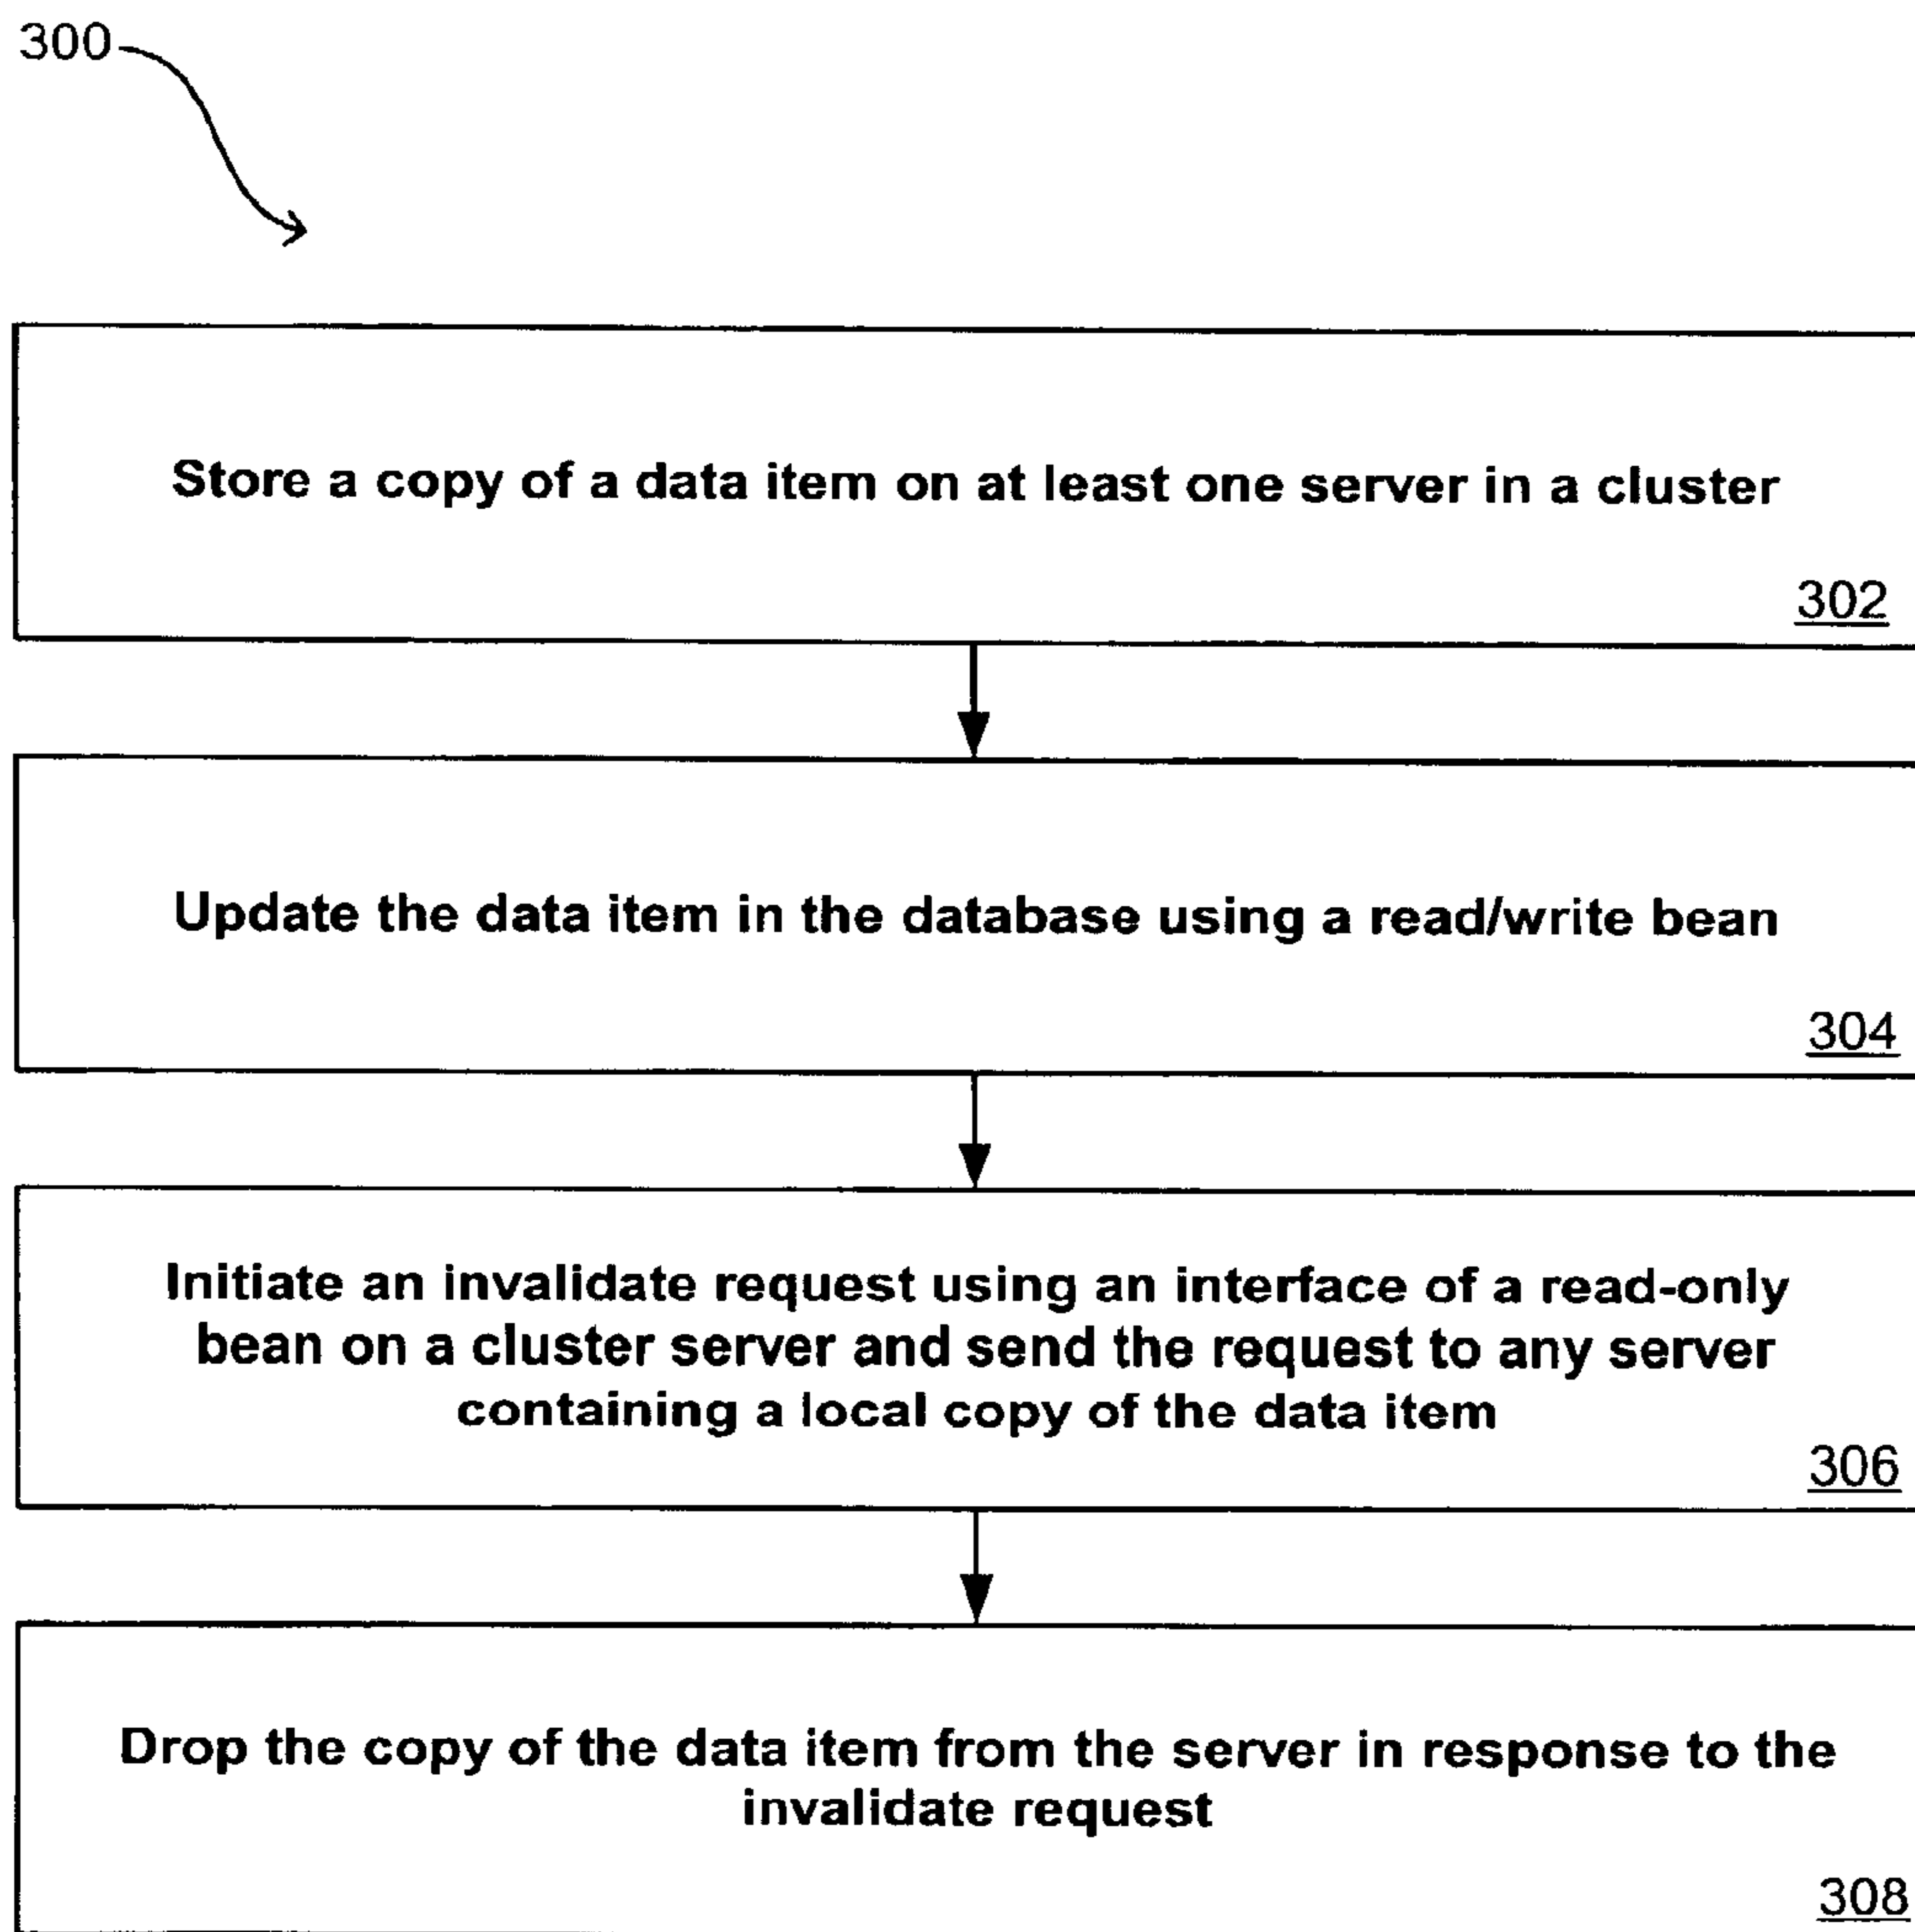 300
Store a copy of a data item on at least one server in a cluster
302
Update the data item in the database using a read/write bean
304
Initiate an invalidate request using an interface of a read-only
bean on a cluster server and send the request to any server
containing a local copy of the data item
306
Drop the copy of the data item from the server in response to the
invalidate request
308